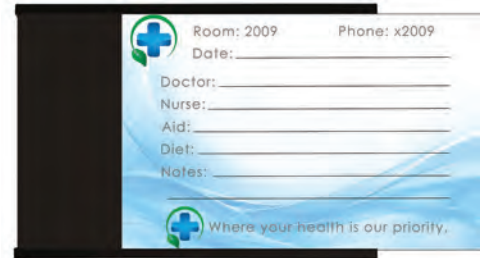 Room: 2009 Phone: x2009
Date:
Doctor:
Nurse:
Aid:
Diet:
Notes:
Where your health is our priority.